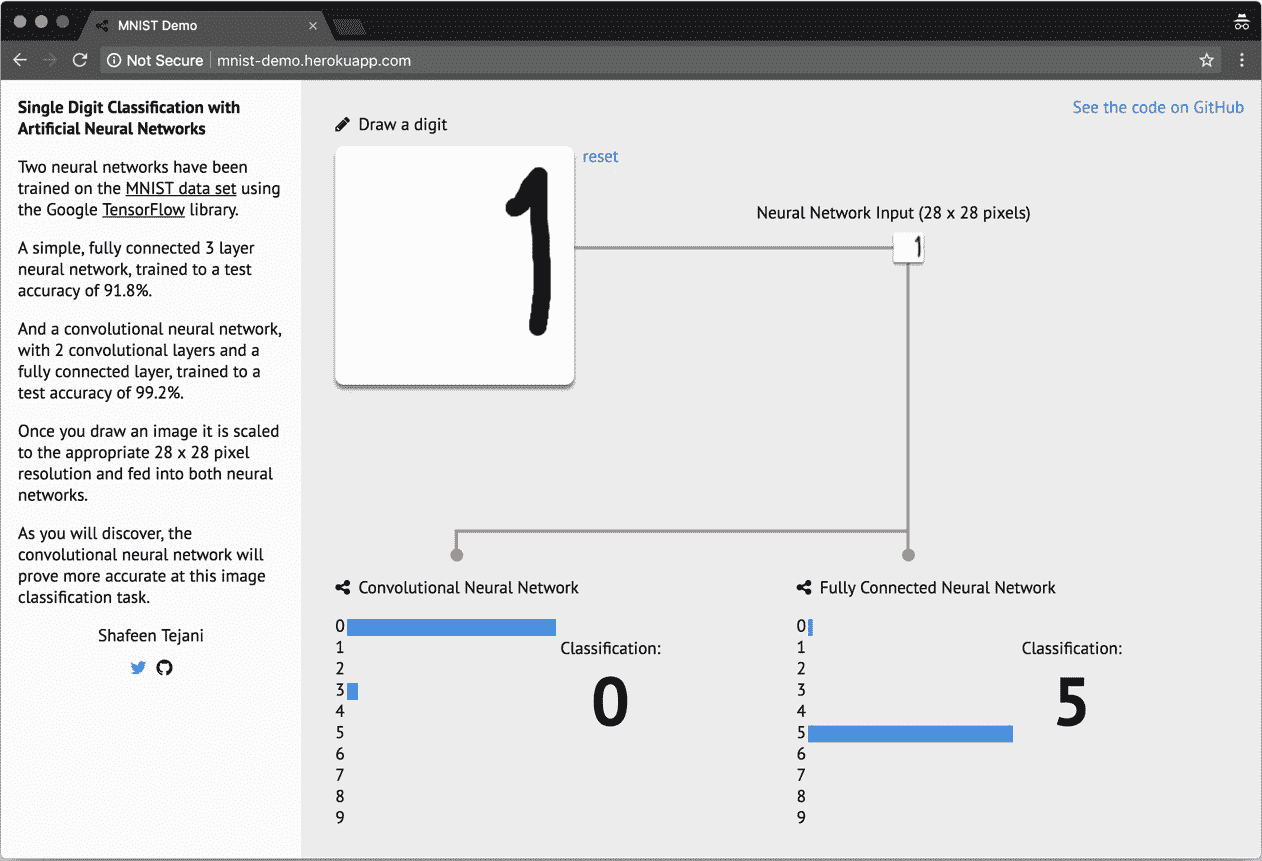 MNIST Demo
Not Secure
mnist-demo.herokuapp.com
Single Digit Classification with
Artificial Neural Networks
Two neural networks have been
trained on the MNIST data set using
the Google TensorFlow library.
A simple, fully connected 3 layer
neural network, trained to a test
accuracy of 91.8%.
And a convolutional neural network,
with 2 convolutional layers and a
fully connected layer, trained to a
test accuracy of 99.2%.
Once you draw an image it is scaled
to the appropriate 28 x 28 pixel
resolution and fed into both neural
networks.
As you will discover, the
convolutional neural network will
prove more accurate at this image
classification task.
Shafeen Tejani
See the code on GitHub
Draw a digit
reset
1
Neural Network Input (28 x 28 pixels)
1
Convolutional Neural Network
0
1
2
3
4
5
6
7
8
9
Classification:
0
Fully Connected Neural Network
0
1
2
3
4
5
6
7
8
9
Classification:
5